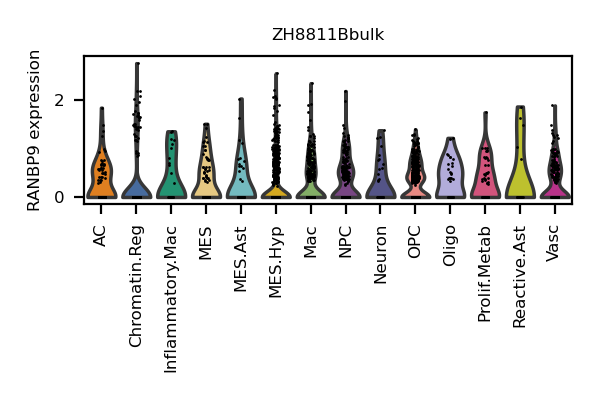 ZH8811Bbulk
RANBP9 expression
2
0
AC
Chromatin.Reg
Inflammatory.Mac
MES
MES.Ast
MES.Hyp
Mac
NPC
Neuron
OPC
Oligo
Prolif.Metab
Reactive.Ast
Vasc